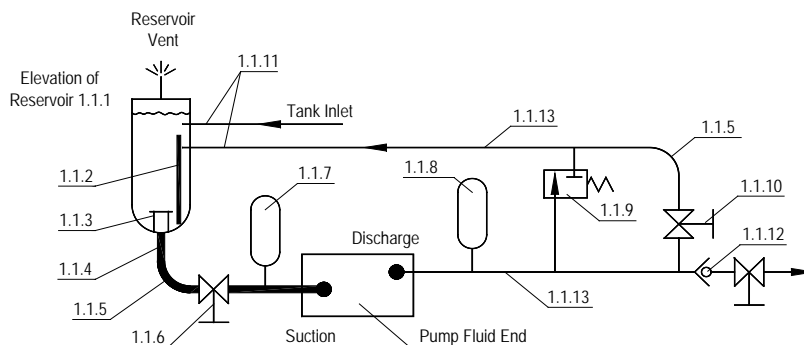 Reservoir
Vent
Elevation of
Reservoir 1.1.1
1.1.11
Tank Inlet
1.1.13
1.1.5
1.1.2
1.1.7
1.1.8
1.1.10
1.1.3
1.1.9
1.1.4
Discharge
1.1.12
1.1.5
1.1.13
1.1.6
Suction
Pump Fluid End